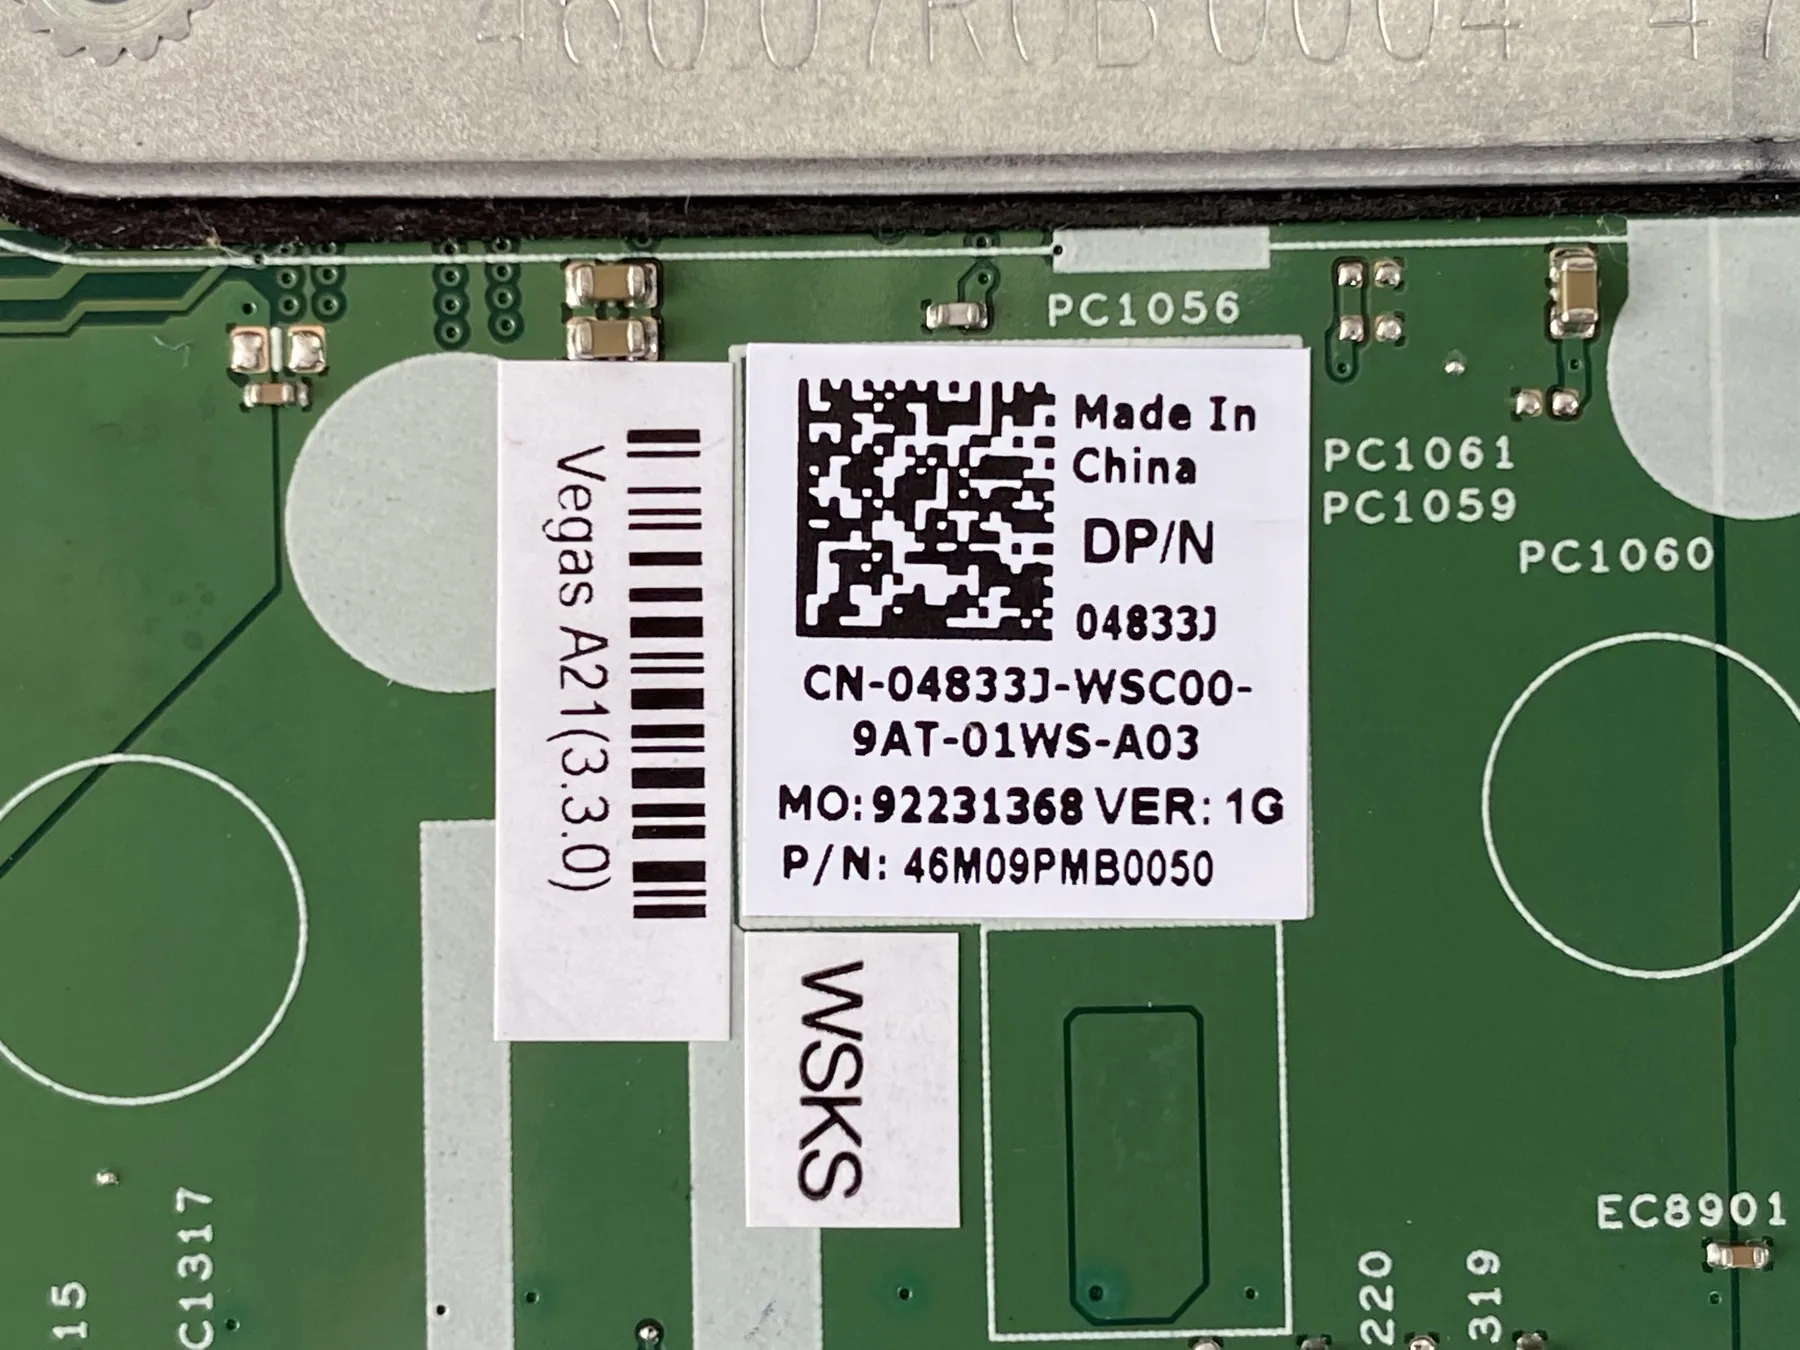 PC1056
Made In
China
DP/N
04833J
CN-04833J-WSC00-
9AT-01WS-A03
MO:92231368 VER: 1G
P/N: 46M09PMB0050
Vegas A21(3.3.0)
WSKS
PC1061
PC1059
PC1060
EC8901
C1317
15
220
319